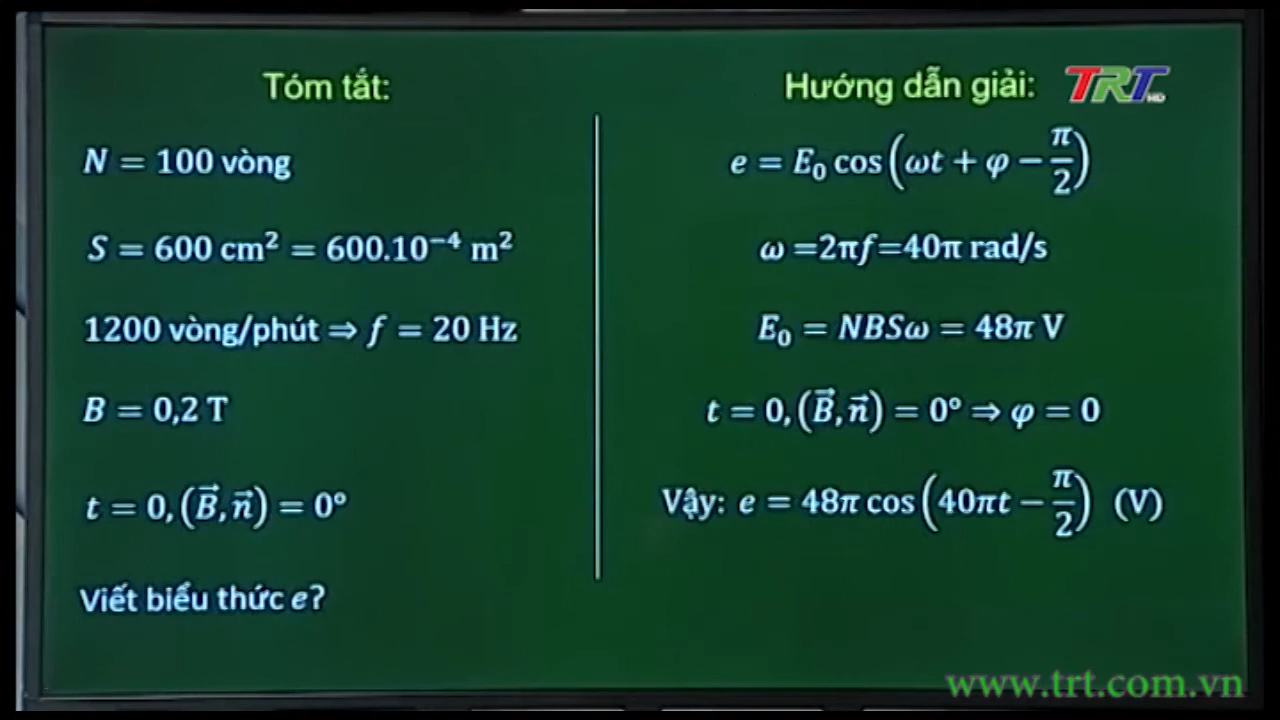 Tóm tắt:
N = 100 vòng
S = 600 cm² = 600.10⁻⁴ m²
1200 vòng/phút ⇒ f = 20 Hz
B = 0,2 T
t = 0, (B⃗, n⃗) = 0°
Viết biểu thức e?
Hướng dẫn giải:
TRT HD
e = E₀ cos(ωt + φ − π/2)
ω =2πf=40π rad/s
E₀ = NBSω = 48π V
t = 0, (B⃗, n⃗) = 0° ⇒ φ = 0
Vậy: e = 48π cos(40πt − π/2) (V)
www.trt.com.vn